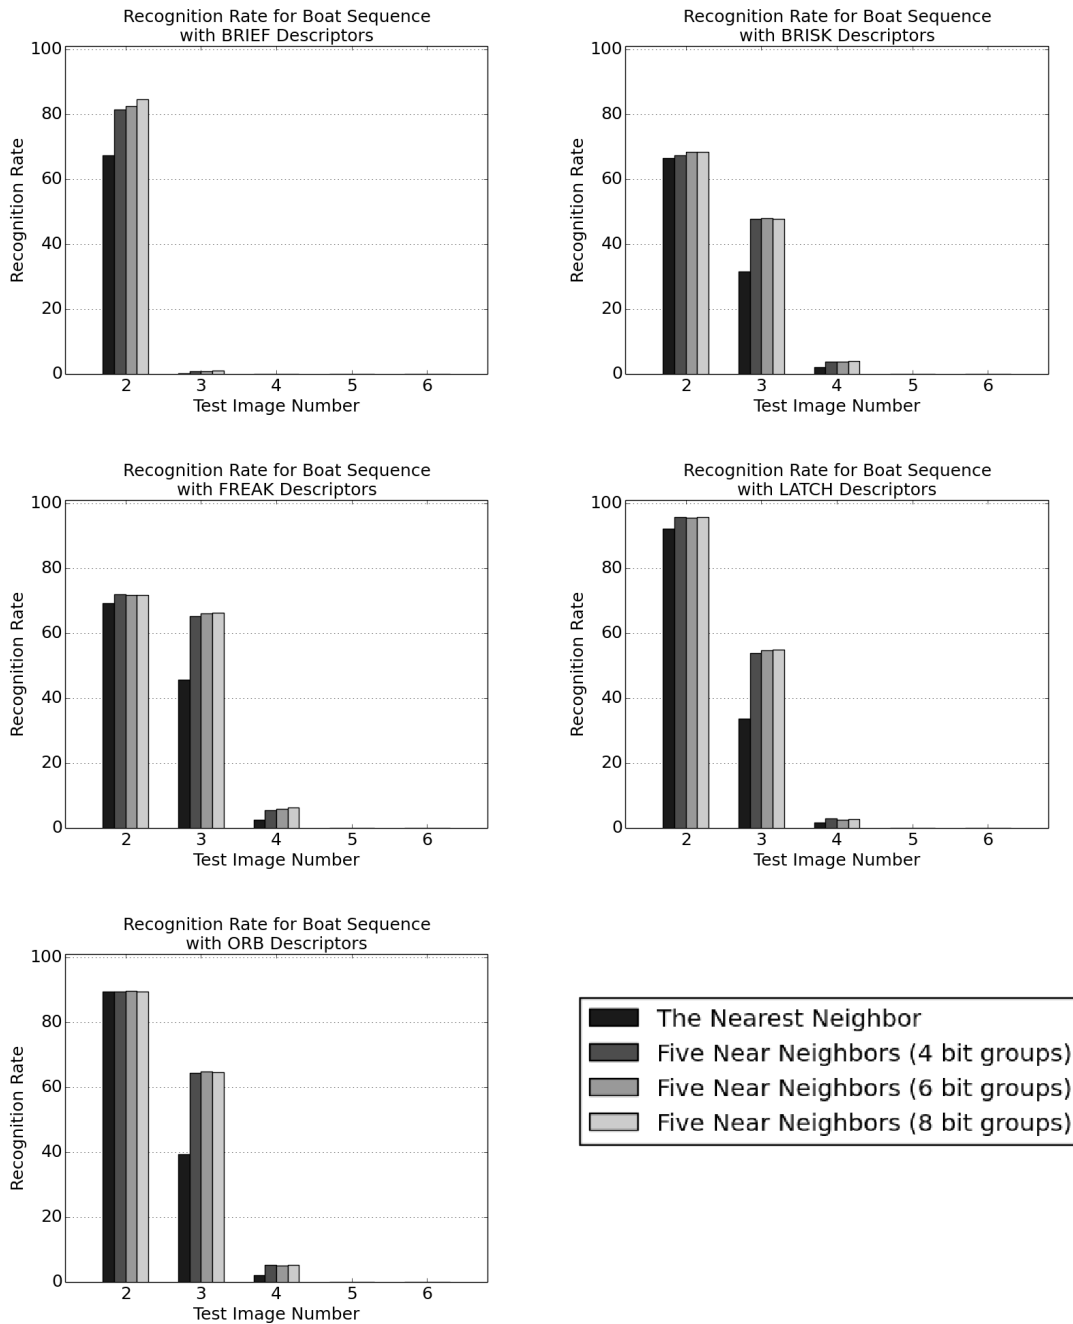 Recognition Rate for Boat Sequence
with BRIEF Descriptors
100
80
60
40
20
0
Recognition Rate
2 3 4 5 6
Test Image Number
Recognition Rate for Boat Sequence
with BRISK Descriptors
100
80
60
40
20
0
Recognition Rate
2 3 4 5 6
Test Image Number
Recognition Rate for Boat Sequence
with FREAK Descriptors
100
80
60
40
20
0
Recognition Rate
2 3 4 5 6
Test Image Number
Recognition Rate for Boat Sequence
with LATCH Descriptors
100
80
60
40
20
0
Recognition Rate
2 3 4 5 6
Test Image Number
Recognition Rate for Boat Sequence
with ORB Descriptors
100
80
60
40
20
0
Recognition Rate
2 3 4 5 6
Test Image Number
The Nearest Neighbor
Five Near Neighbors (4 bit groups)
Five Near Neighbors (6 bit groups)
Five Near Neighbors (8 bit groups)